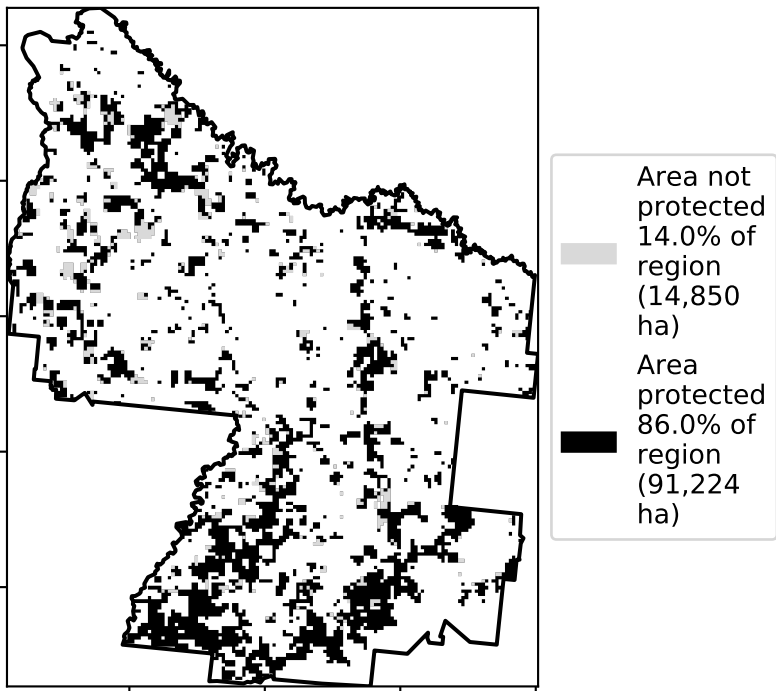 Area not
protected
14.0% of
region
(14,850
ha)
Area
protected
86.0% of
region
(91,224
ha)